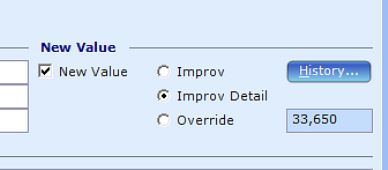 New Value
New Value Improv History...
Improv Detail
Override 33,650